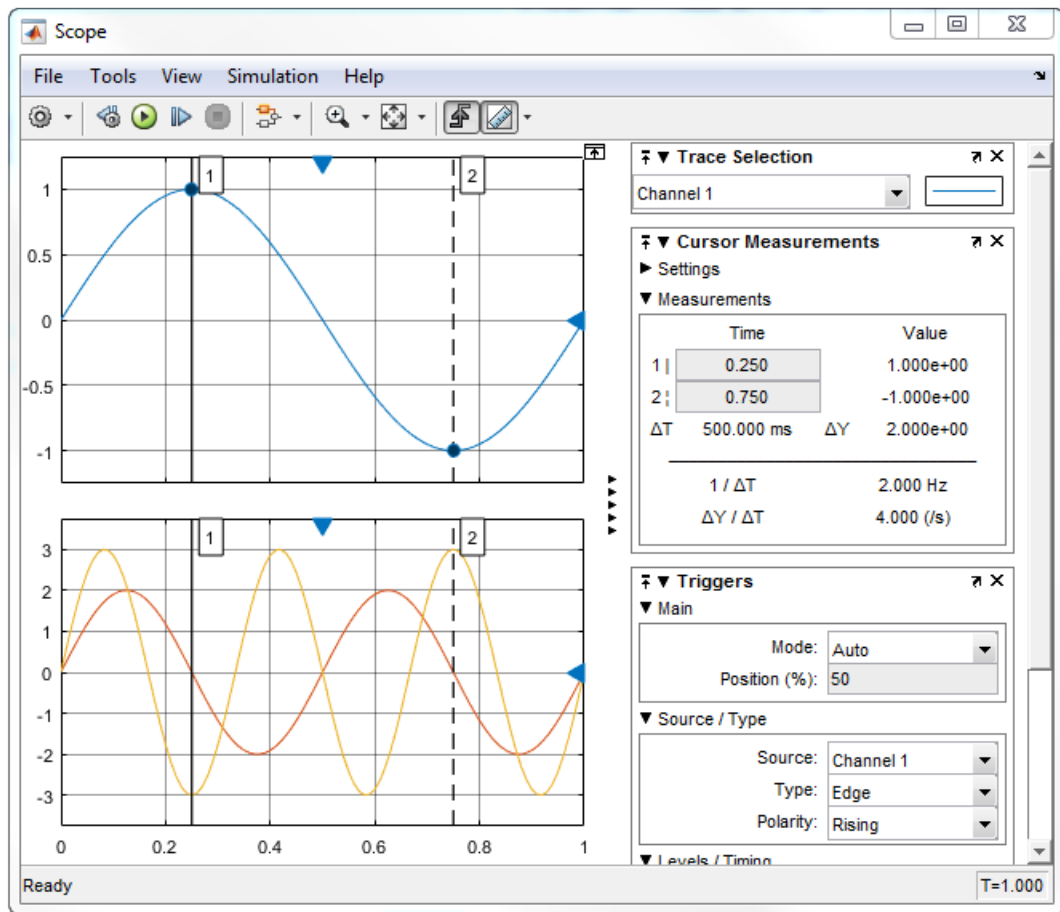 Scope
File Tools View Simulation Help
1 2
1
0.5
0
-0.5
-1
1 2
3
2
1
0
-1
-2
-3
0 0.2 0.4 0.6 0.8 1
Trace Selection
Channel 1
Cursor Measurements
Settings
Measurements
Time Value
1 | 0.250 1.000e+00
2 ¦ 0.750 -1.000e+00
ΔT 500.000 ms ΔY 2.000e+00
1 / ΔT 2.000 Hz
ΔY / ΔT 4.000 (/s)
Triggers
Main
Mode: Auto
Position (%): 50
Source / Type
Source: Channel 1
Type: Edge
Polarity: Rising
Levels / Timing
Ready T=1.000